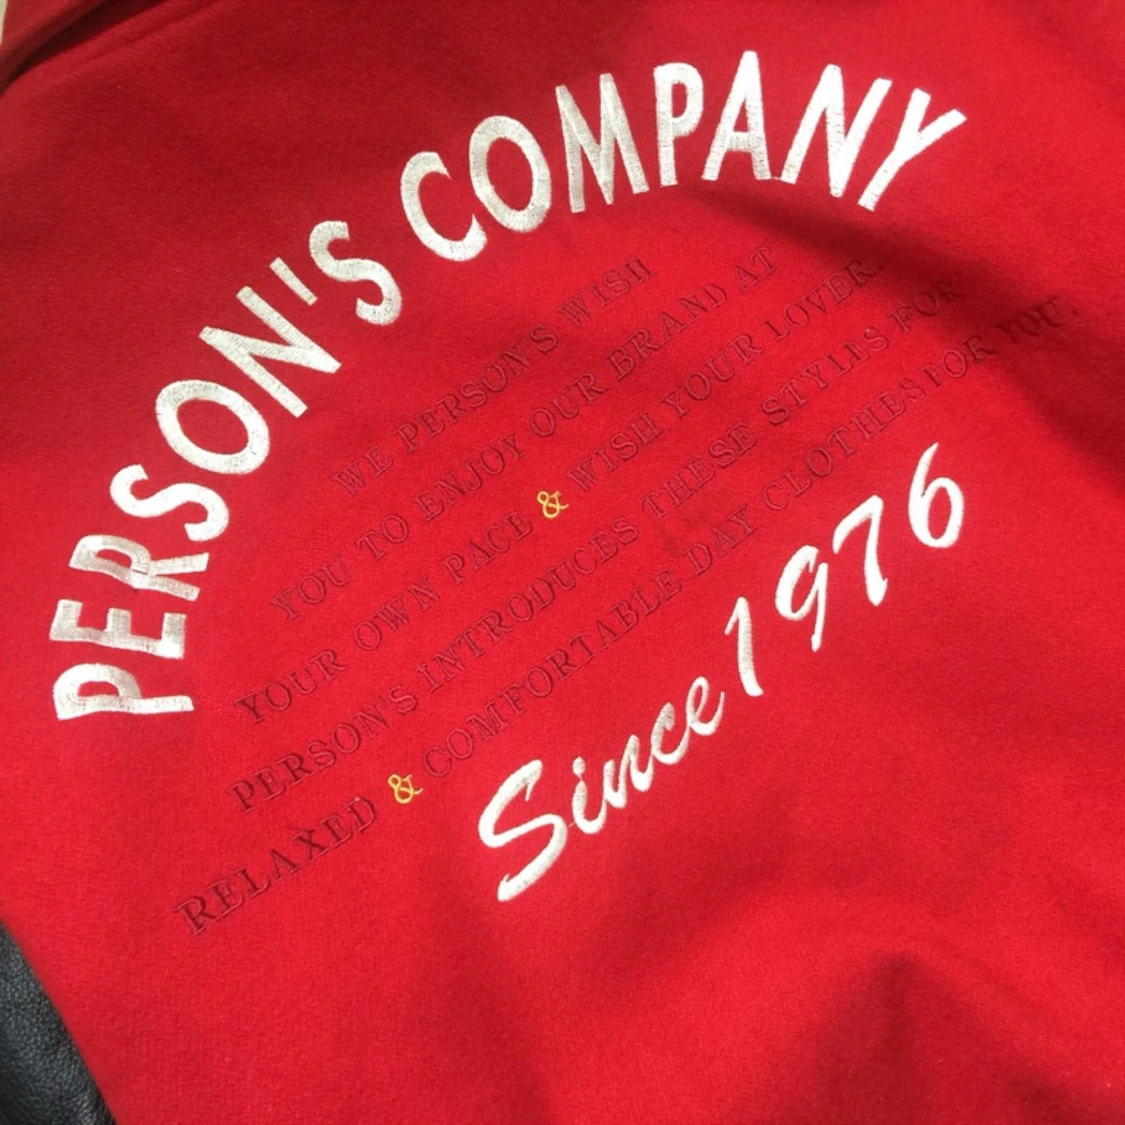 PERSON'S COMPANY
WE PERSON'S WISH
YOU TO ENJOY OUR BRAND AT
YOUR OWN PACE & WISH YOUR LOVER.
PERSON'S INTRODUCES THESE STYLES FOR
RELAXED & COMFORTABLE DAY CLOTHES FOR YOU.
Since 1976